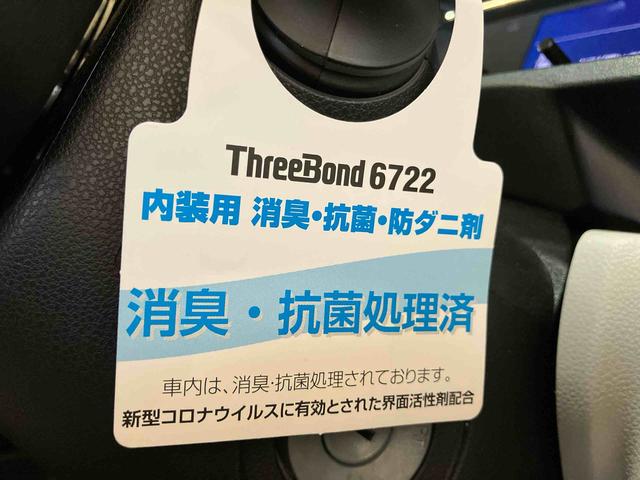 ThreeBond 6722
内装用 消臭・抗菌・防ダニ剤
消臭・抗菌処理済
車内は、消臭・抗菌処理されております。
新型コロナウイルスに有効とされた界面活性剤配合